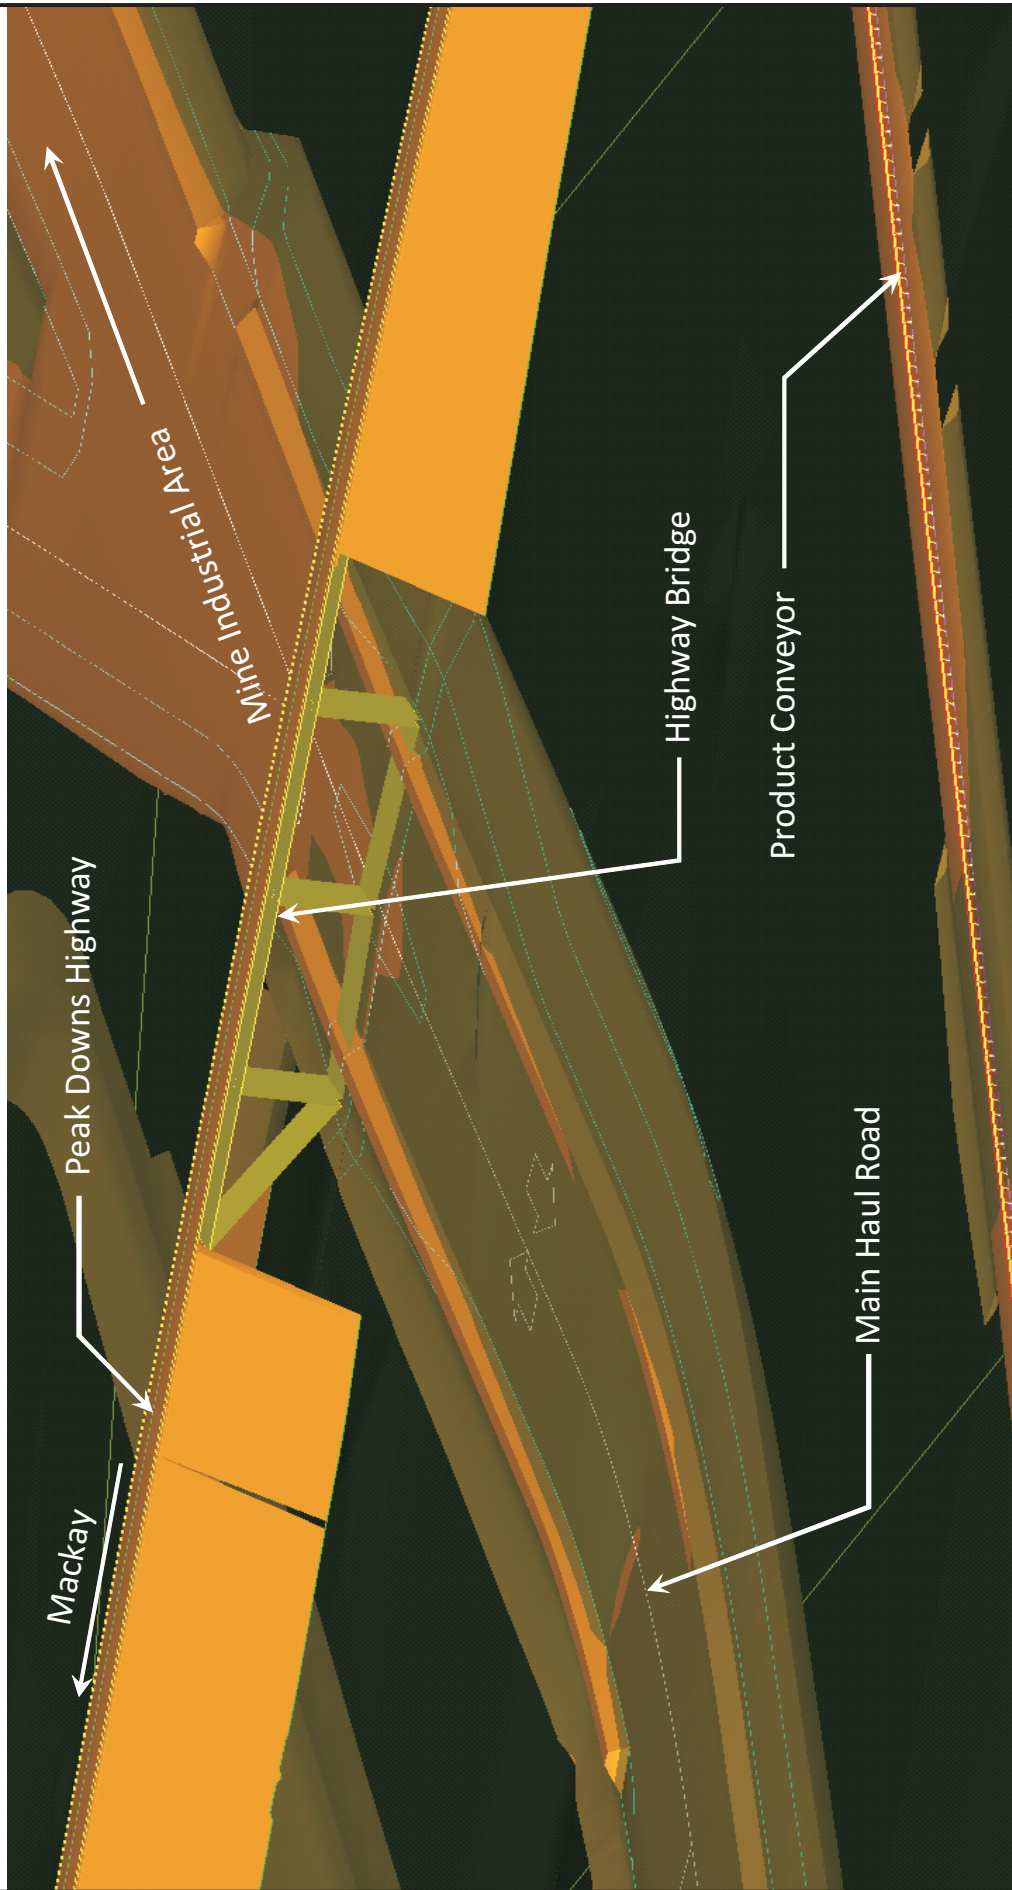 Mackay
Peak Downs Highway
Mine Industrial Area
Highway Bridge
Product Conveyor
Main Haul Road